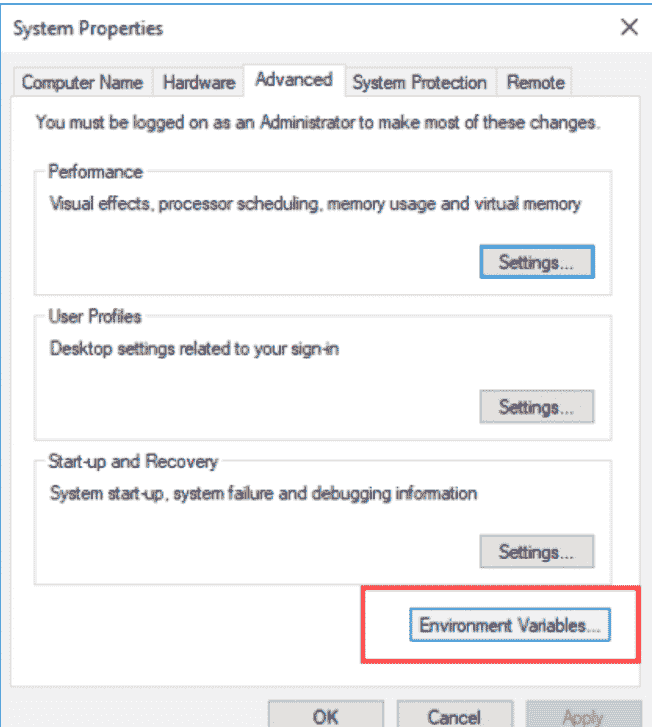 System Properties
Computer Name Hardware Advanced System Protection Remote
You must be logged on as an Administrator to make most of these changes.
Performance
Visual effects, processor scheduling, memory usage and virtual memory
Settings...
User Profiles
Desktop settings related to your sign-in
Settings...
Start-up and Recovery
System start-up, system failure and debugging information
Settings...
Environment Variables...
OK Cancel Apply